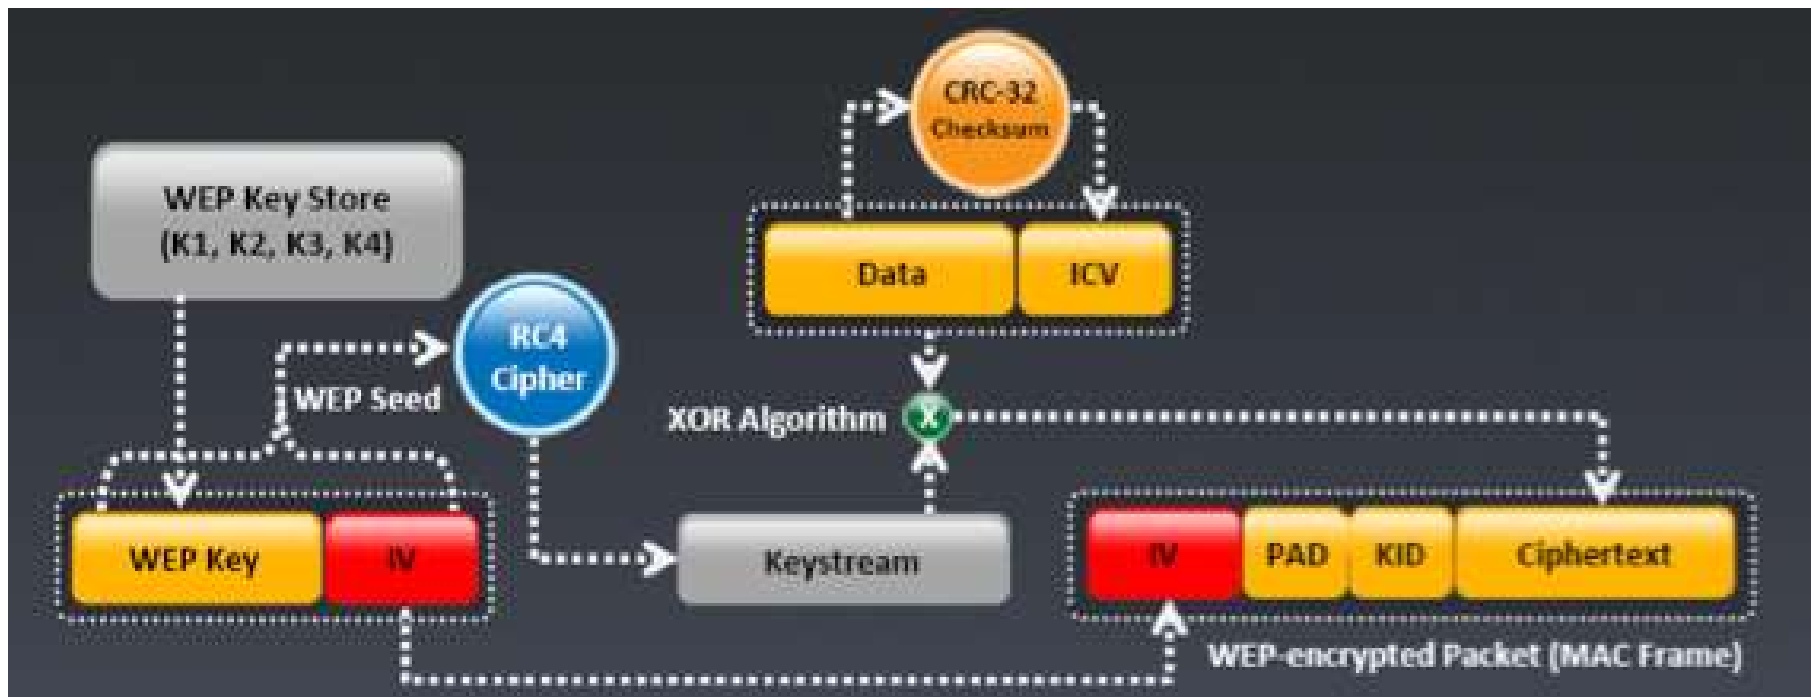 CRC-32
Checksum
WEP Key Store
(K1, K2, K3, K4)
Data
ICV
RC4
Cipher
WEP Seed
XOR Algorithm
X
WEP Key
IV
Keystream
IV
PAD
KID
Ciphertext
WEP-encrypted Packet (MAC Frame)